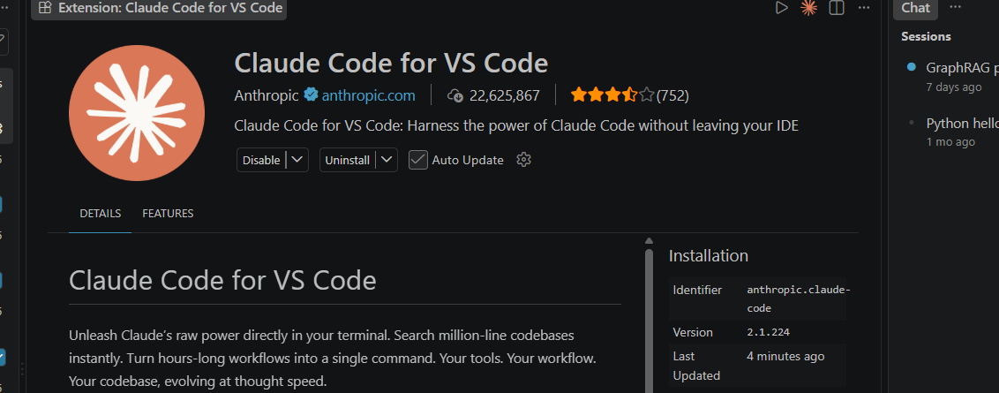 Extension: Claude Code for VS Code
Chat
Sessions
GraphRAG p
7 days ago
Python hello
1 mo ago
Claude Code for VS Code
Anthropic anthropic.com 22,625,867 (752)
Claude Code for VS Code: Harness the power of Claude Code without leaving your IDE
Disable Uninstall Auto Update
DETAILS FEATURES
Claude Code for VS Code
Unleash Claude’s raw power directly in your terminal. Search million-line codebases
instantly. Turn hours-long workflows into a single command. Your tools. Your workflow.
Your codebase, evolving at thought speed.
Installation
Identifier anthropic.claude-
code
Version 2.1.224
Last 4 minutes ago
Updated